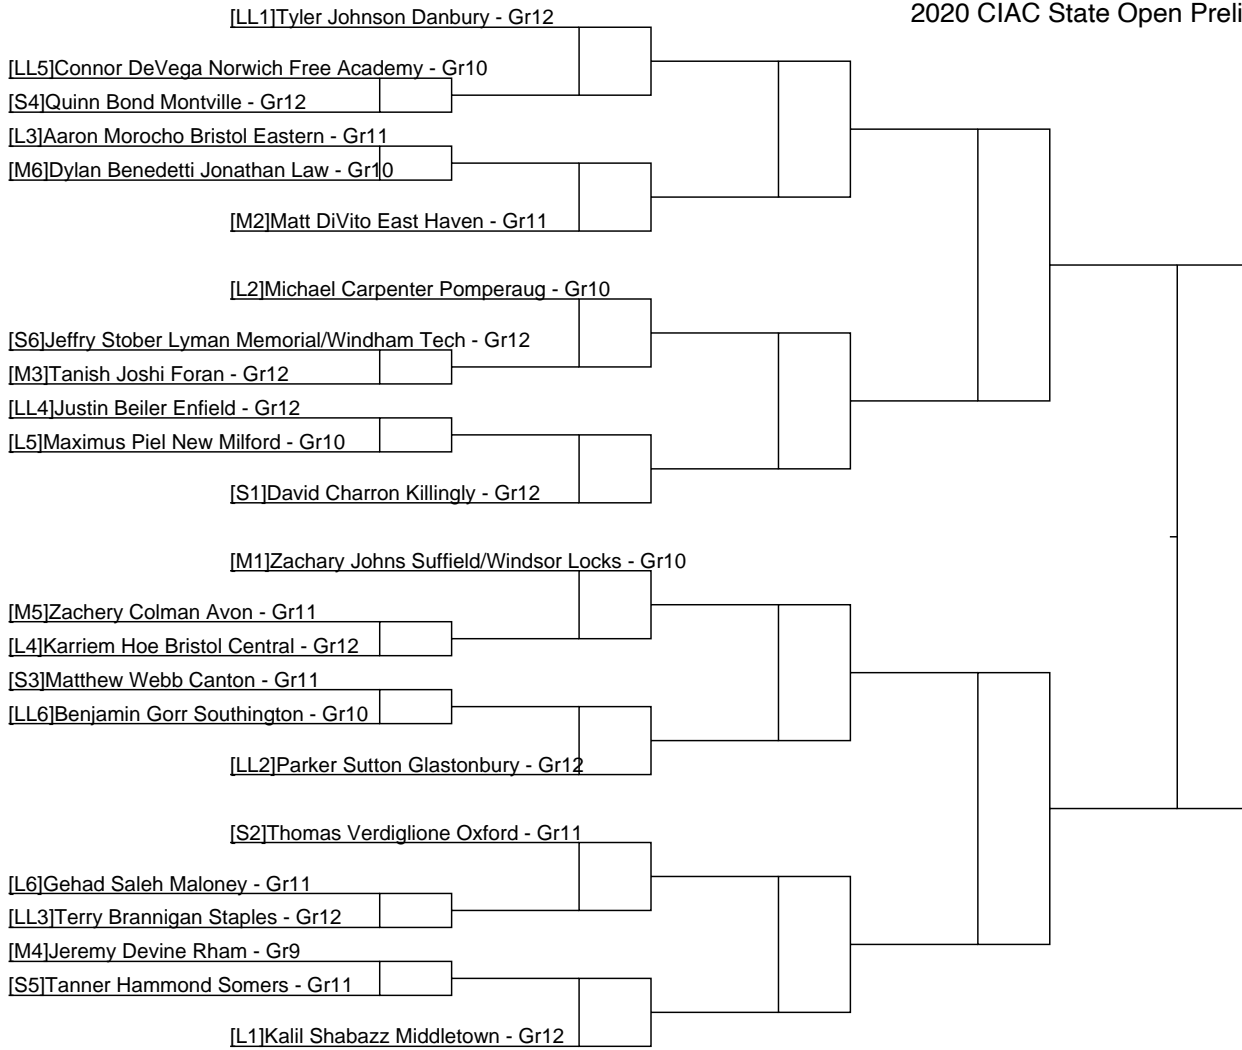 2020 CIAC State Open Preli
[LL1]Tyler Johnson Danbury - Gr12
[LL5]Connor DeVega Norwich Free Academy - Gr10
[S4]Quinn Bond Montville - Gr12
[L3]Aaron Morocho Bristol Eastern - Gr11
[M6]Dylan Benedetti Jonathan Law - Gr10
[M2]Matt DiVito East Haven - Gr11
[L2]Michael Carpenter Pomperaug - Gr10
[S6]Jeffry Stober Lyman Memorial/Windham Tech - Gr12
[M3]Tanish Joshi Foran - Gr12
[LL4]Justin Beiler Enfield - Gr12
[L5]Maximus Piel New Milford - Gr10
[S1]David Charron Killingly - Gr12
[M1]Zachary Johns Suffield/Windsor Locks - Gr10
[M5]Zachery Colman Avon - Gr11
[L4]Karriem Hoe Bristol Central - Gr12
[S3]Matthew Webb Canton - Gr11
[LL6]Benjamin Gorr Southington - Gr10
[LL2]Parker Sutton Glastonbury - Gr12
[S2]Thomas Verdiglione Oxford - Gr11
[L6]Gehad Saleh Maloney - Gr11
[LL3]Terry Brannigan Staples - Gr12
[M4]Jeremy Devine Rham - Gr9
[S5]Tanner Hammond Somers - Gr11
[L1]Kalil Shabazz Middletown - Gr12